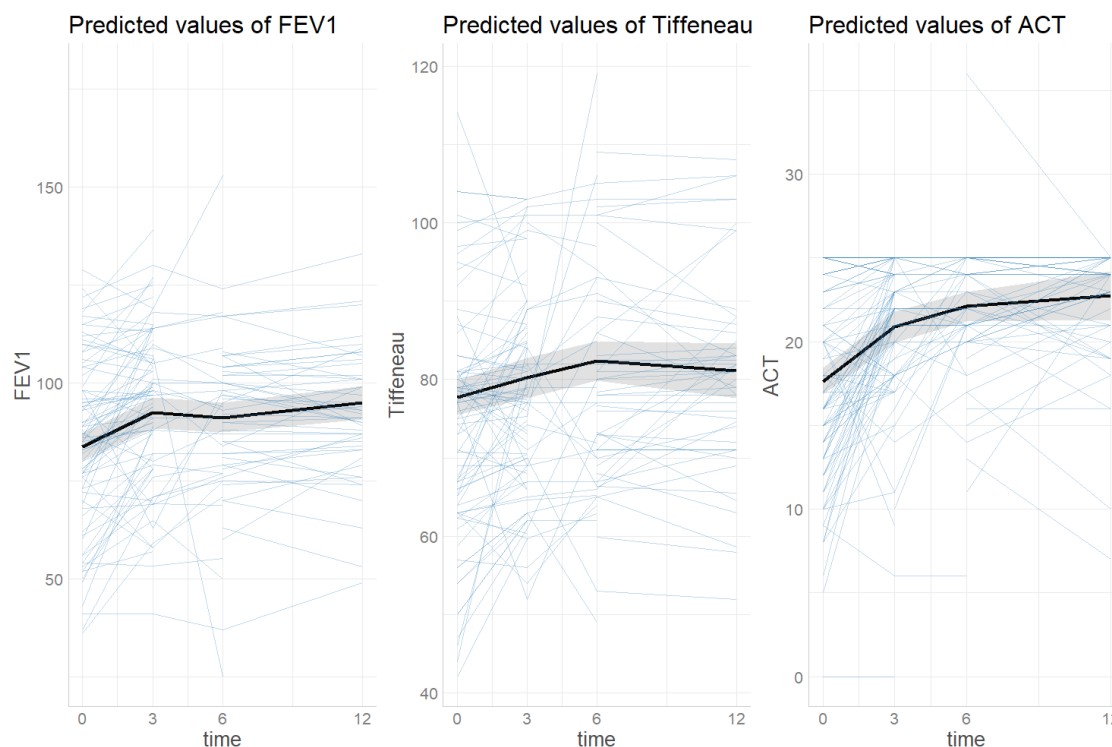 Predicted values of FEV1
FEV1
150
100
50
0
3
6
12
time
Predicted values of Tiffeneau
Tiffeneau
120
100
80
60
40
0
3
6
12
time
Predicted values of ACT
ACT
30
20
10
0
0
3
6
12
time